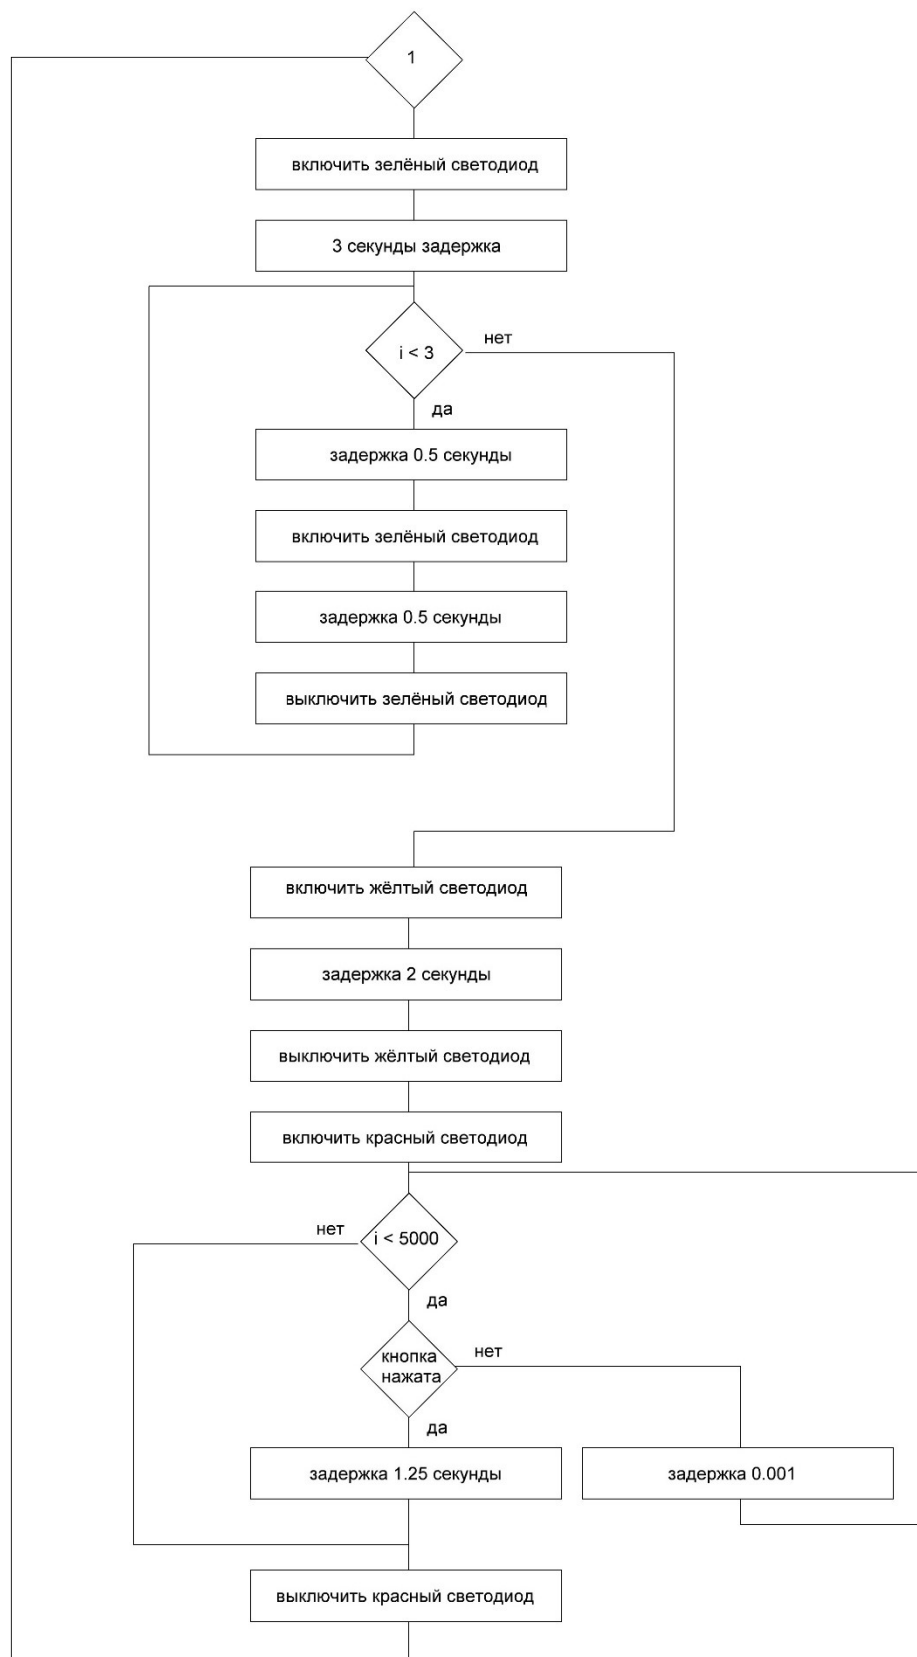 1
включить зелёный светодиод
3 секунды задержка
i < 3
нет
да
задержка 0.5 секунды
включить зелёный светодиод
задержка 0.5 секунды
выключить зелёный светодиод
включить жёлтый светодиод
задержка 2 секунды
выключить жёлтый светодиод
включить красный светодиод
нет
i < 5000
да
кнопка
нажата
нет
да
задержка 1.25 секунды
задержка 0.001
выключить красный светодиод